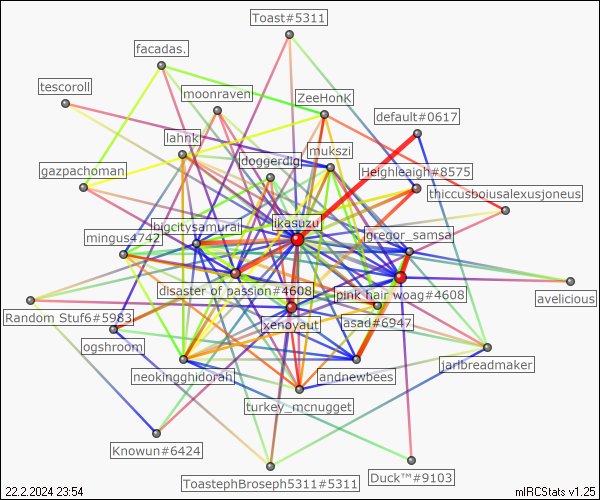 Toast#5311
facadas.
tescoroll
moonraven
ZeeHonK
default#0617
lahnk
mukszi
doggerdig
gazpachoman
Heighleagh#8575
thiccusboiusalexusjoneus
bigcitysamurai
ikasuzu
gregor_samsa
mingus4742
disaster of passion#4608
pink hair woag#4608
avelicious
Random Stuf6#5983
xenoyaut
asad#6947
ogshroom
jarlbreadmaker
neokingghidorah
andnewbees
turkey_mcnugget
Knowun#6424
ToastephBroseph5311#5311
Duck™#9103
22.2.2024 23:54
mIRCStats v1.25